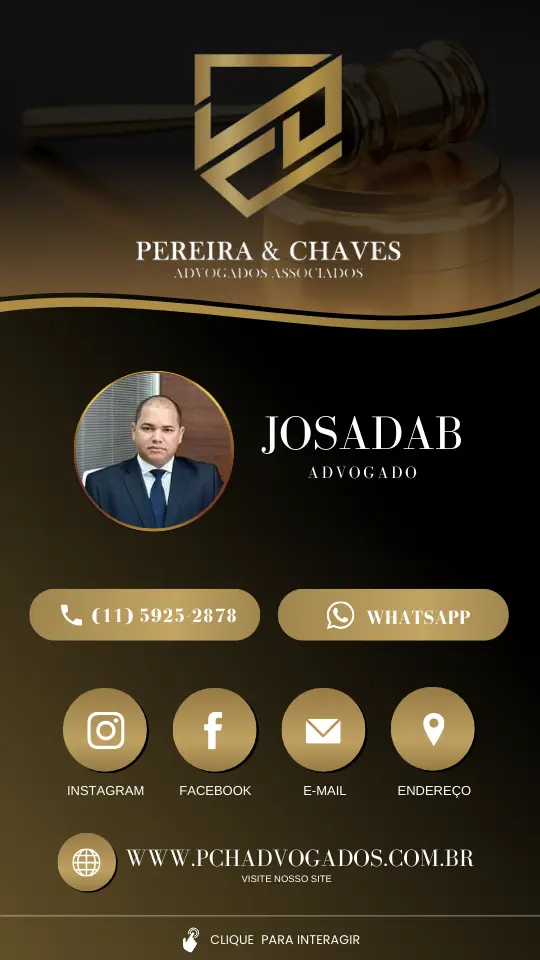 PEREIRA & CHAVES
ADVOGADOS ASSOCIADOS
JOSADAB
ADVOGADO
(11) 5925-2878
WHATSAPP
INSTAGRAM
FACEBOOK
E-MAIL
ENDEREÇO
WWW.PCHADVOGADOS.COM.BR
VISITE NOSSO SITE
CLIQUE PARA INTERAGIR